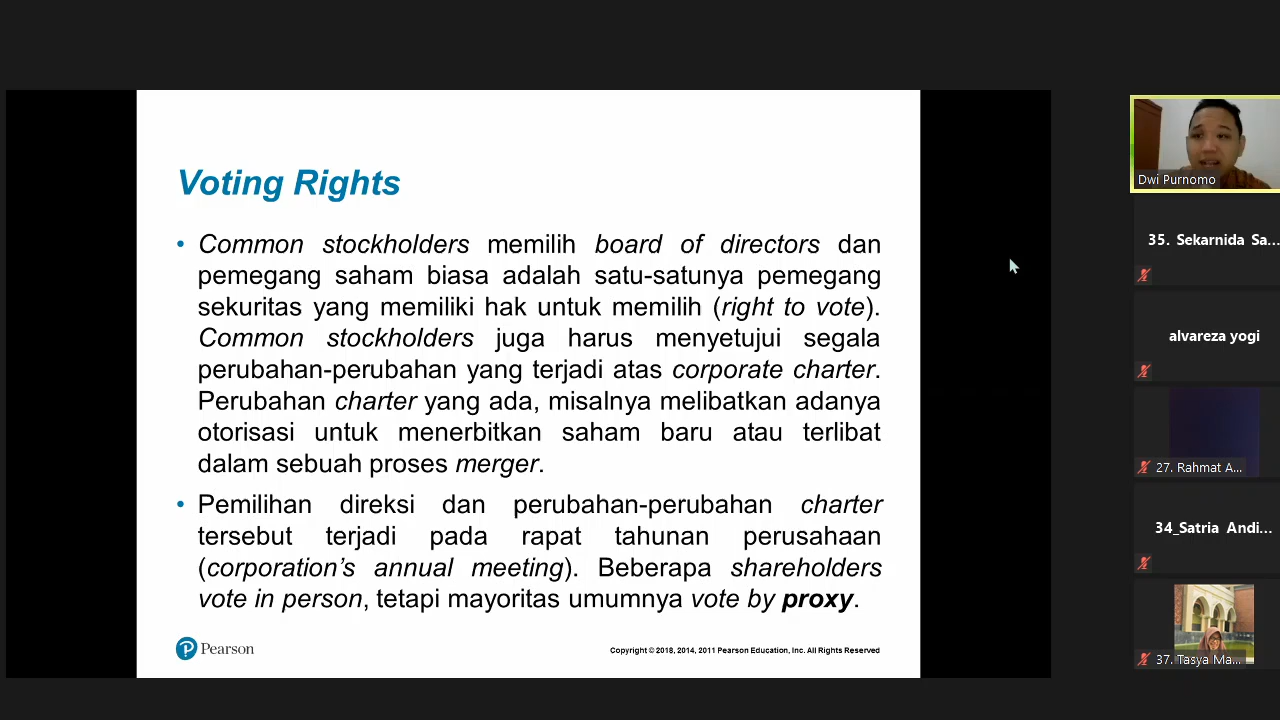 Voting Rights
• Common stockholders memilih board of directors dan
pemegang saham biasa adalah satu-satunya pemegang
sekuritas yang memiliki hak untuk memilih (right to vote).
Common stockholders juga harus menyetujui segala
perubahan-perubahan yang terjadi atas corporate charter.
Perubahan charter yang ada, misalnya melibatkan adanya
otorisasi untuk menerbitkan saham baru atau terlibat
dalam sebuah proses merger.
• Pemilihan direksi dan perubahan-perubahan charter
tersebut terjadi pada rapat tahunan perusahaan
(corporation’s annual meeting). Beberapa shareholders
vote in person, tetapi mayoritas umumnya vote by proxy.
P Pearson
Copyright © 2018, 2014, 2011 Pearson Education, Inc. All Rights Reserved
Dwi Purnomo
35. Sekarnida Sa...
alvareza yogi
27. Rahmat A...
34_Satria Andi...
37. Tasya Ma...